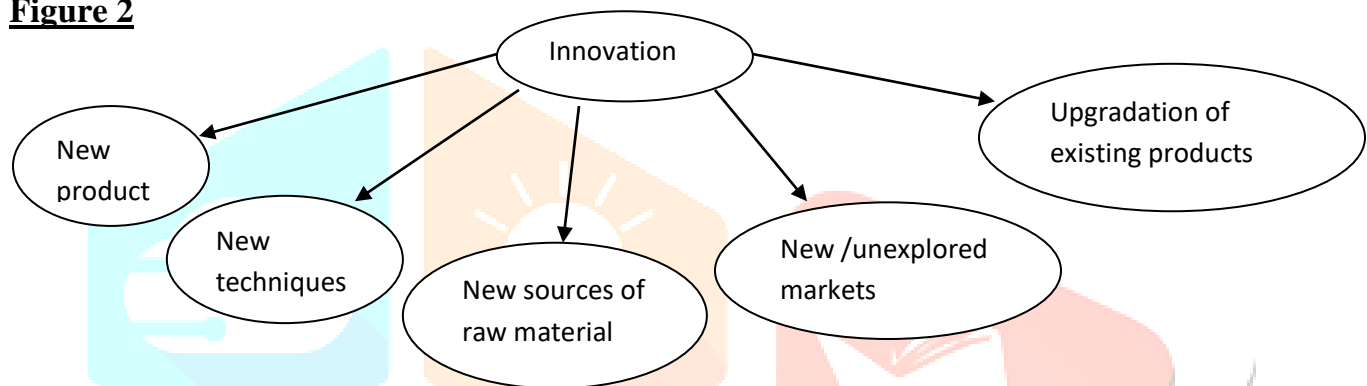 Figure 2
Innovation
New
product
New
techniques
New sources of
raw material
New /unexplored
markets
Upgradation of
existing products